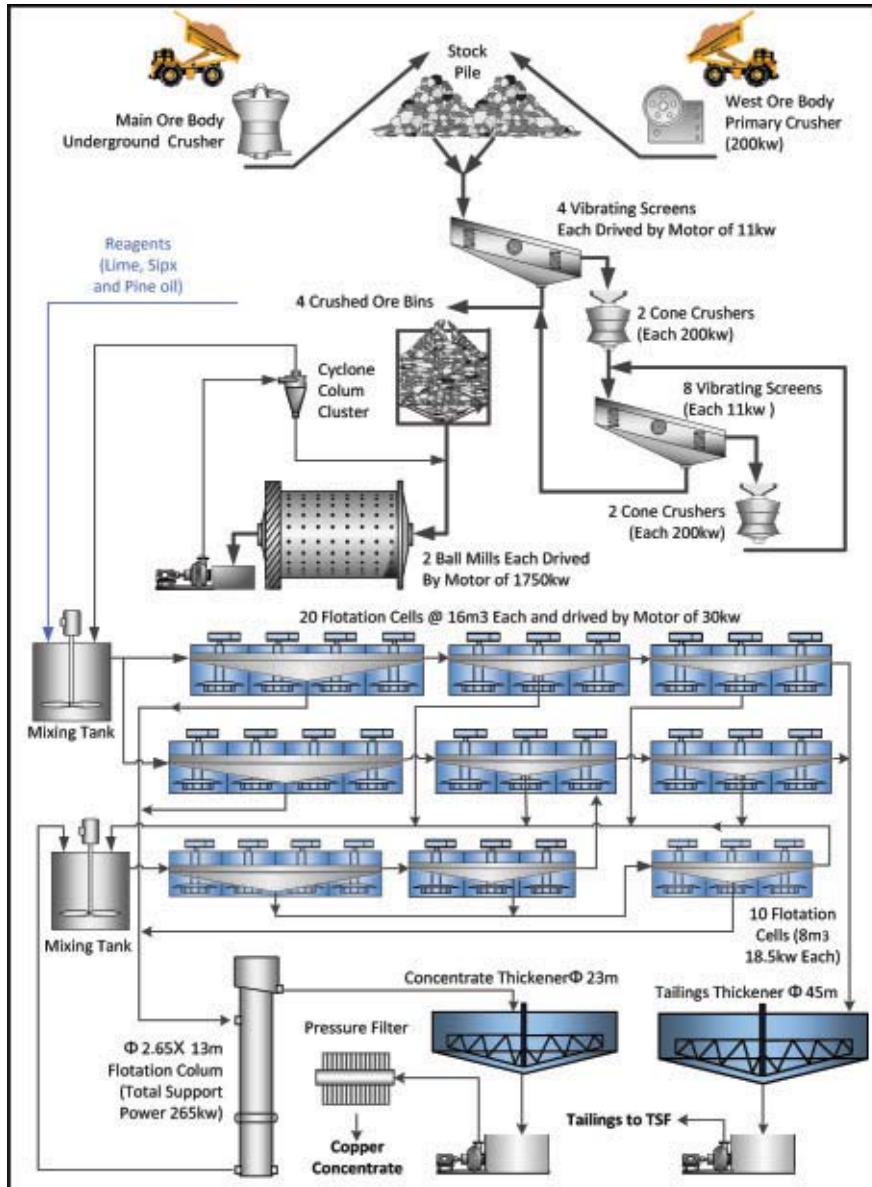 Stock
Pile
Main Ore Body
Underground Crusher
West Ore Body
Primary Crusher
(200kw)
4 Vibrating Screens
Each Drived by Motor of 11kw
Reagents
(Lime, Sipx
and Pine oil)
4 Crushed Ore Bins
2 Cone Crushers
(Each 200kw)
Cyclone
Colum
Cluster
8 Vibrating Screens
(Each 11kw )
2 Cone Crushers
(Each 200kw)
2 Ball Mills Each Drived
By Motor of 1750kw
20 Flotation Cells @ 16m3 Each and drived by Motor of 30kw
Mixing Tank
Mixing Tank
10 Flotation
Cells (8m3
18.5kw Each)
Concentrate Thickener Φ 23m
Tailings Thickener Φ 45m
Pressure Filter
Φ 2.65X 13m
Flotation Colum
(Total Support
Power 265kw)
Tailings to TSF
Copper
Concentrate